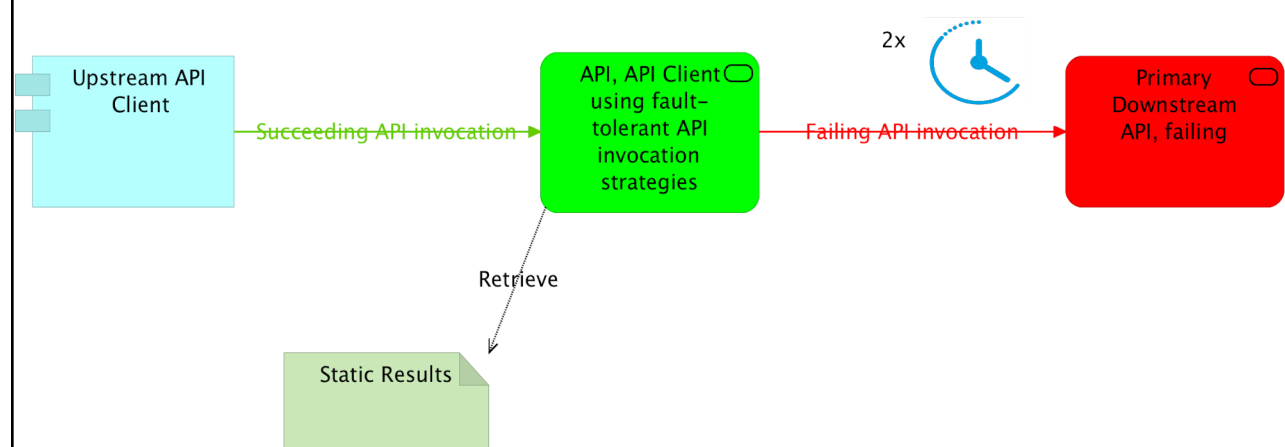 2x
Upstream API
Client
API, API Client
using fault-
tolerant API
invocation
strategies
Primary
Downstream
API, failing
Succeeding API invocation
Failing API invocation
Retrieve
Static Results